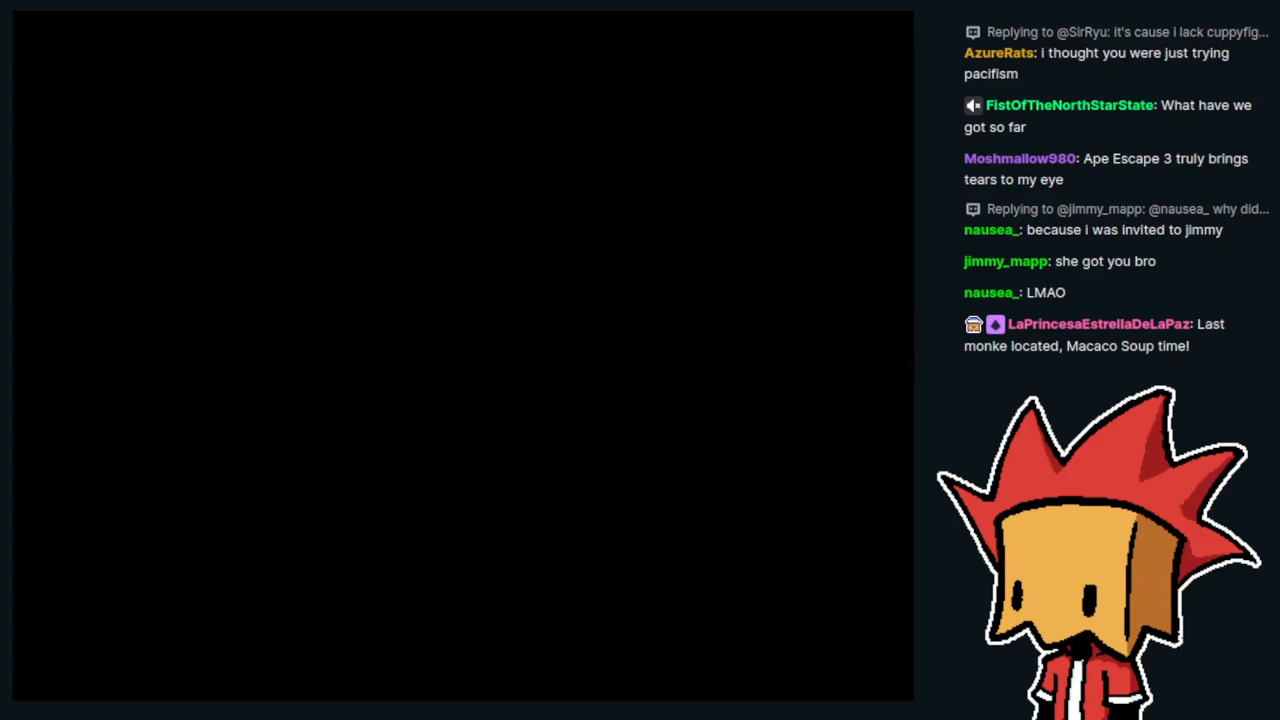 Replying to @SirRyu: it's cause i lack cuppyfig...
AzureRats: i thought you were just trying
pacifism
FistOfTheNorthStarState: What have we
got so far
Moshmallow980: Ape Escape 3 truly brings
tears to my eye
Replying to @jimmy_mapp: @nausea_ why did...
nausea_: because i was invited to jimmy
jimmy_mapp: she got you bro
nausea_: LMAO
LaPrincesaEstrellaDeLaPaz: Last
monke located, Macaco Soup time!